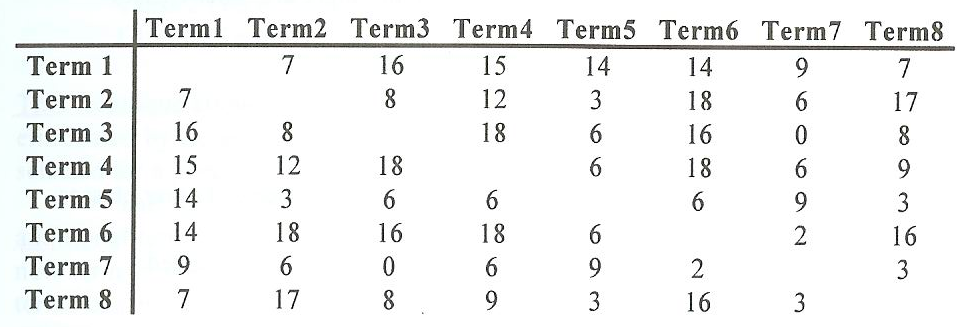 Term1 Term2 Term3 Term4 Term5 Term6 Term7 Term8
Term 1 7 16 15 14 14 9 7
Term 2 7 8 12 3 18 6 17
Term 3 16 8 18 6 16 0 8
Term 4 15 12 18 6 18 6 9
Term 5 14 3 6 6 6 9 3
Term 6 14 18 16 18 6 2 16
Term 7 9 6 0 6 9 2 3
Term 8 7 17 8 9 3 16 3